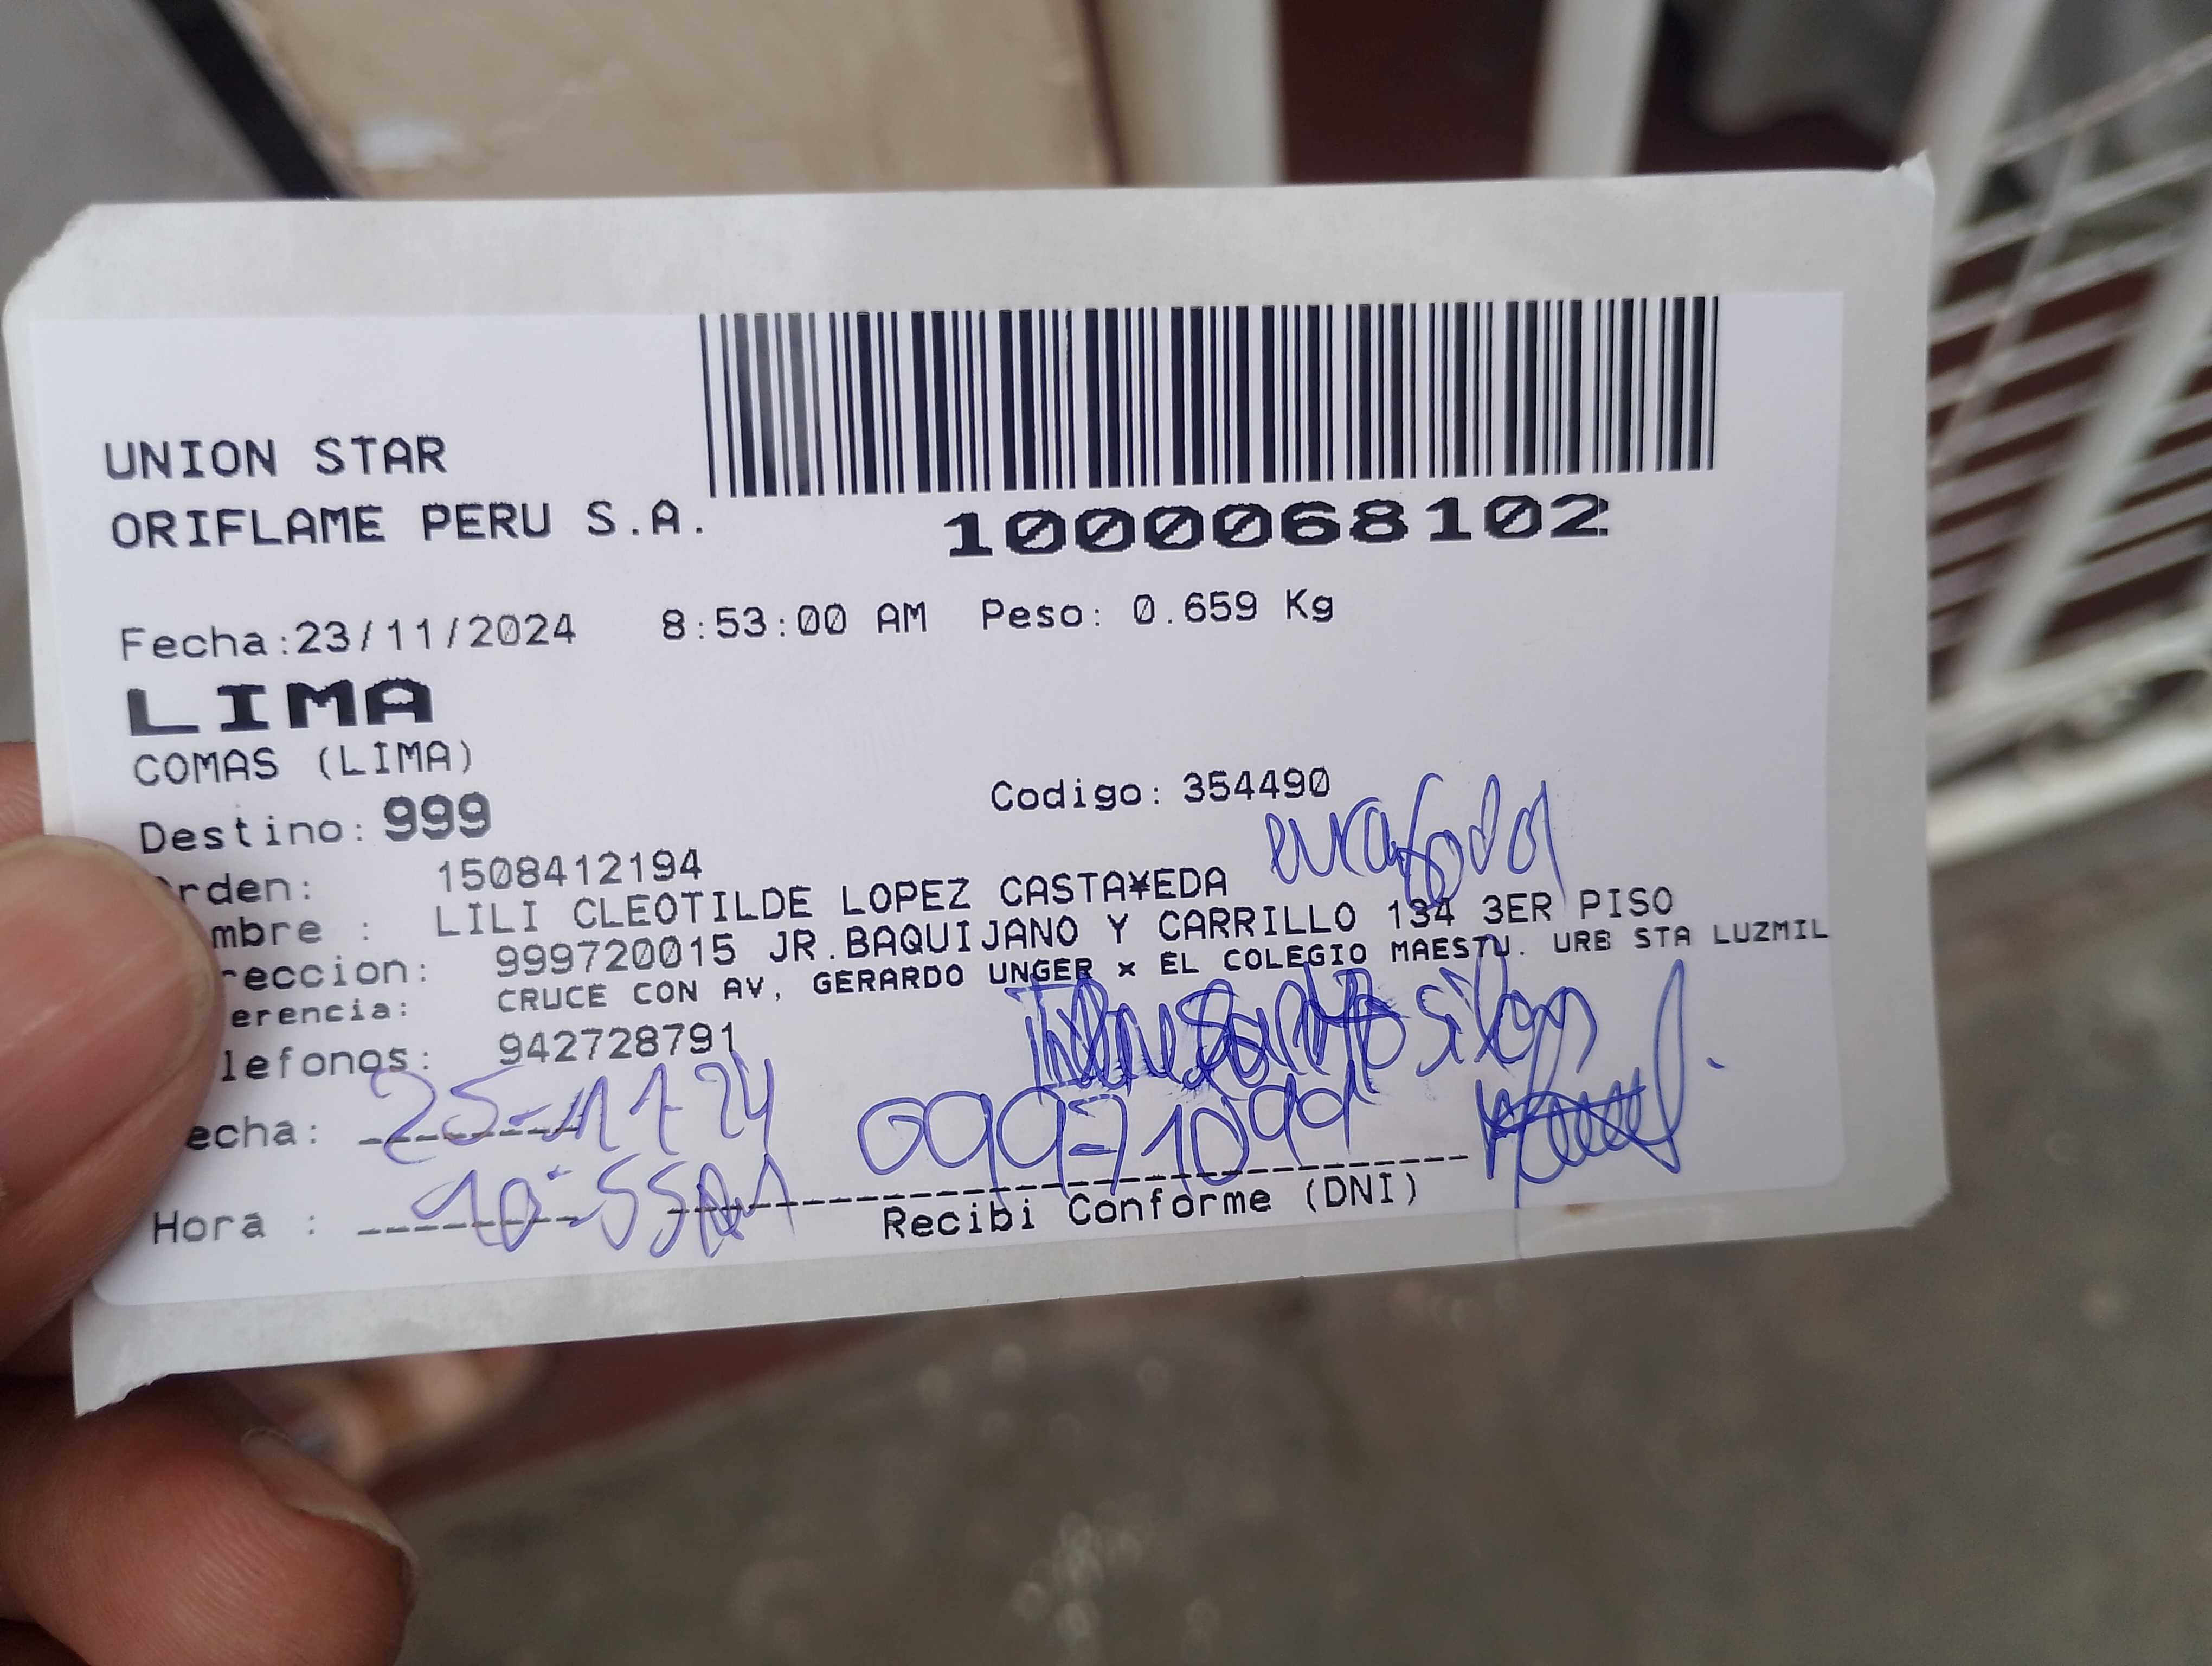 UNION STAR
ORIFLAME PERU S.A.
1000068102
Fecha:23/11/2024 8:53:00 AM Peso: 0.659 Kg
LIMA
COMAS (LIMA)
Codigo: 354490
Destino: 999
rden: 1508412194
mbre : LILI CLEOTILDE LOPEZ CASTA¥EDA
reccion: 999720015 JR.BAQUIJANO Y CARRILLO 134 3ER PISO
erencia: CRUCE CON AV, GERARDO UNGER x EL COLEGIO MAESTU. URB STA LUZMIL
lefonos: 942728791
echa: 25-11-24
Hora : 10:55AM
Recibi Conforme (DNI)